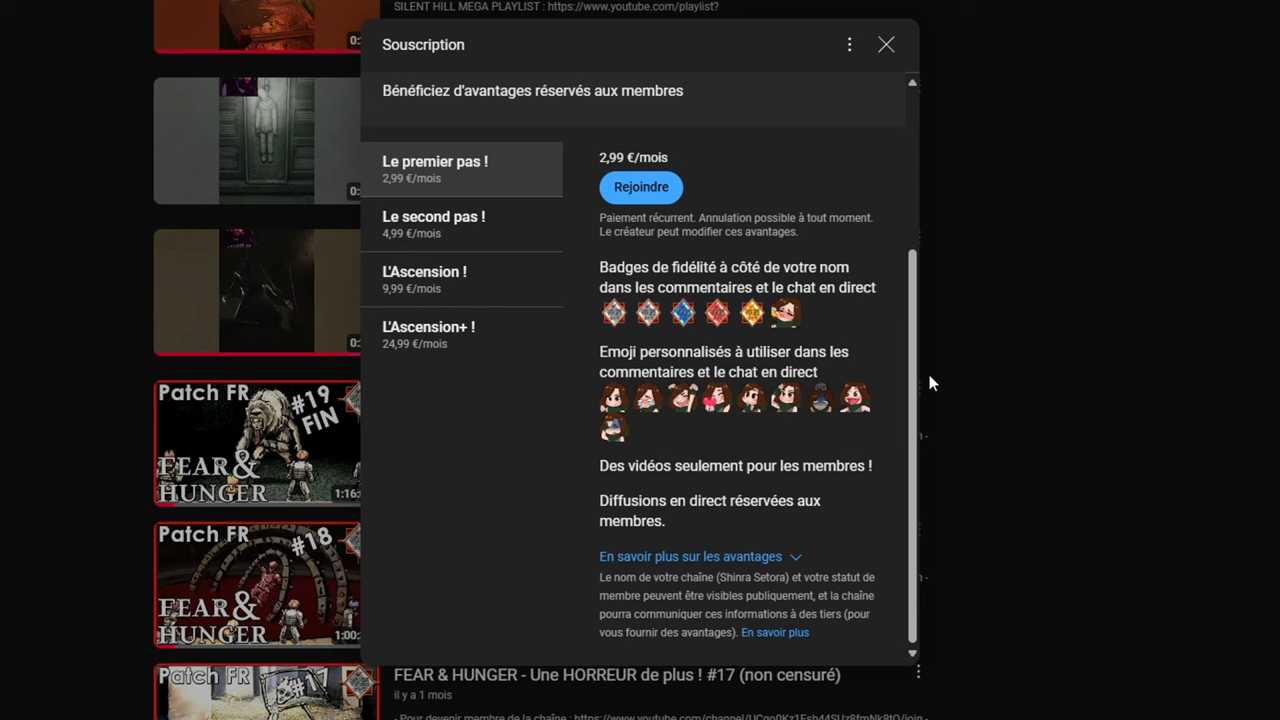 SILENT HILL MEGA PLAYLIST : https://www.youtube.com/playlist?
Souscription
Bénéficiez d'avantages réservés aux membres
Le premier pas !
2,99 €/mois
Le second pas !
4,99 €/mois
L'Ascension !
9,99 €/mois
L'Ascension+ !
24,99 €/mois
2,99 €/mois
Rejoindre
Paiement récurrent. Annulation possible à tout moment.
Le créateur peut modifier ces avantages.
Badges de fidélité à côté de votre nom
dans les commentaires et le chat en direct
Emoji personnalisés à utiliser dans les
commentaires et le chat en direct
Des vidéos seulement pour les membres !
Diffusions en direct réservées aux
membres.
En savoir plus sur les avantages
Le nom de votre chaîne (Shinra Setora) et votre statut de
membre peuvent être visibles publiquement, et la chaîne
pourra communiquer ces informations à des tiers (pour
vous fournir des avantages). En savoir plus
Patch FR
#19
FIN
FEAR &
HUNGER
1:16:
Patch FR
#18
FEAR &
HUNGER
1:00:
Patch FR
#17
FEAR & HUNGER - Une HORREUR de plus ! #17 (non censuré)
il y a 1 mois
- Pour devenir membre de la chaîne :